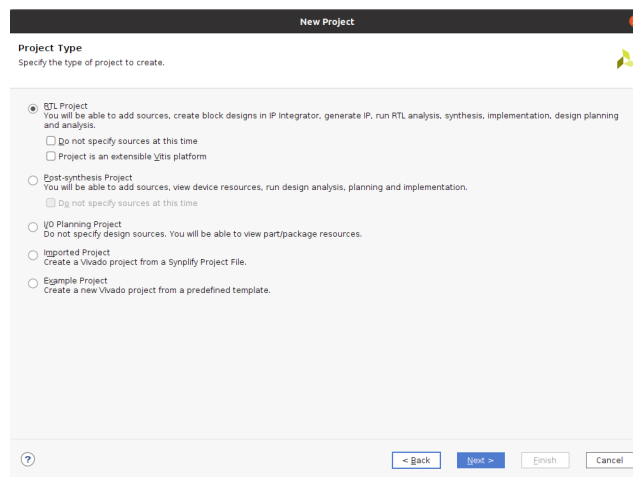 New Project
Project Type
Specify the type of project to create.
RTL Project
You will be able to add sources, create block designs in IP Integrator, generate IP, run RTL analysis, synthesis, implementation, design planning
and analysis.
Do not specify sources at this time
Project is an extensible Vitis platform
Post-synthesis Project
You will be able to add sources, view device resources, run design analysis, planning and implementation.
Do not specify sources at this time
I/O Planning Project
Do not specify design sources. You will be able to view part/package resources.
Imported Project
Create a Vivado project from a Synplify Project File.
Example Project
Create a new Vivado project from a predefined template.
?
< Back
Next >
Finish
Cancel